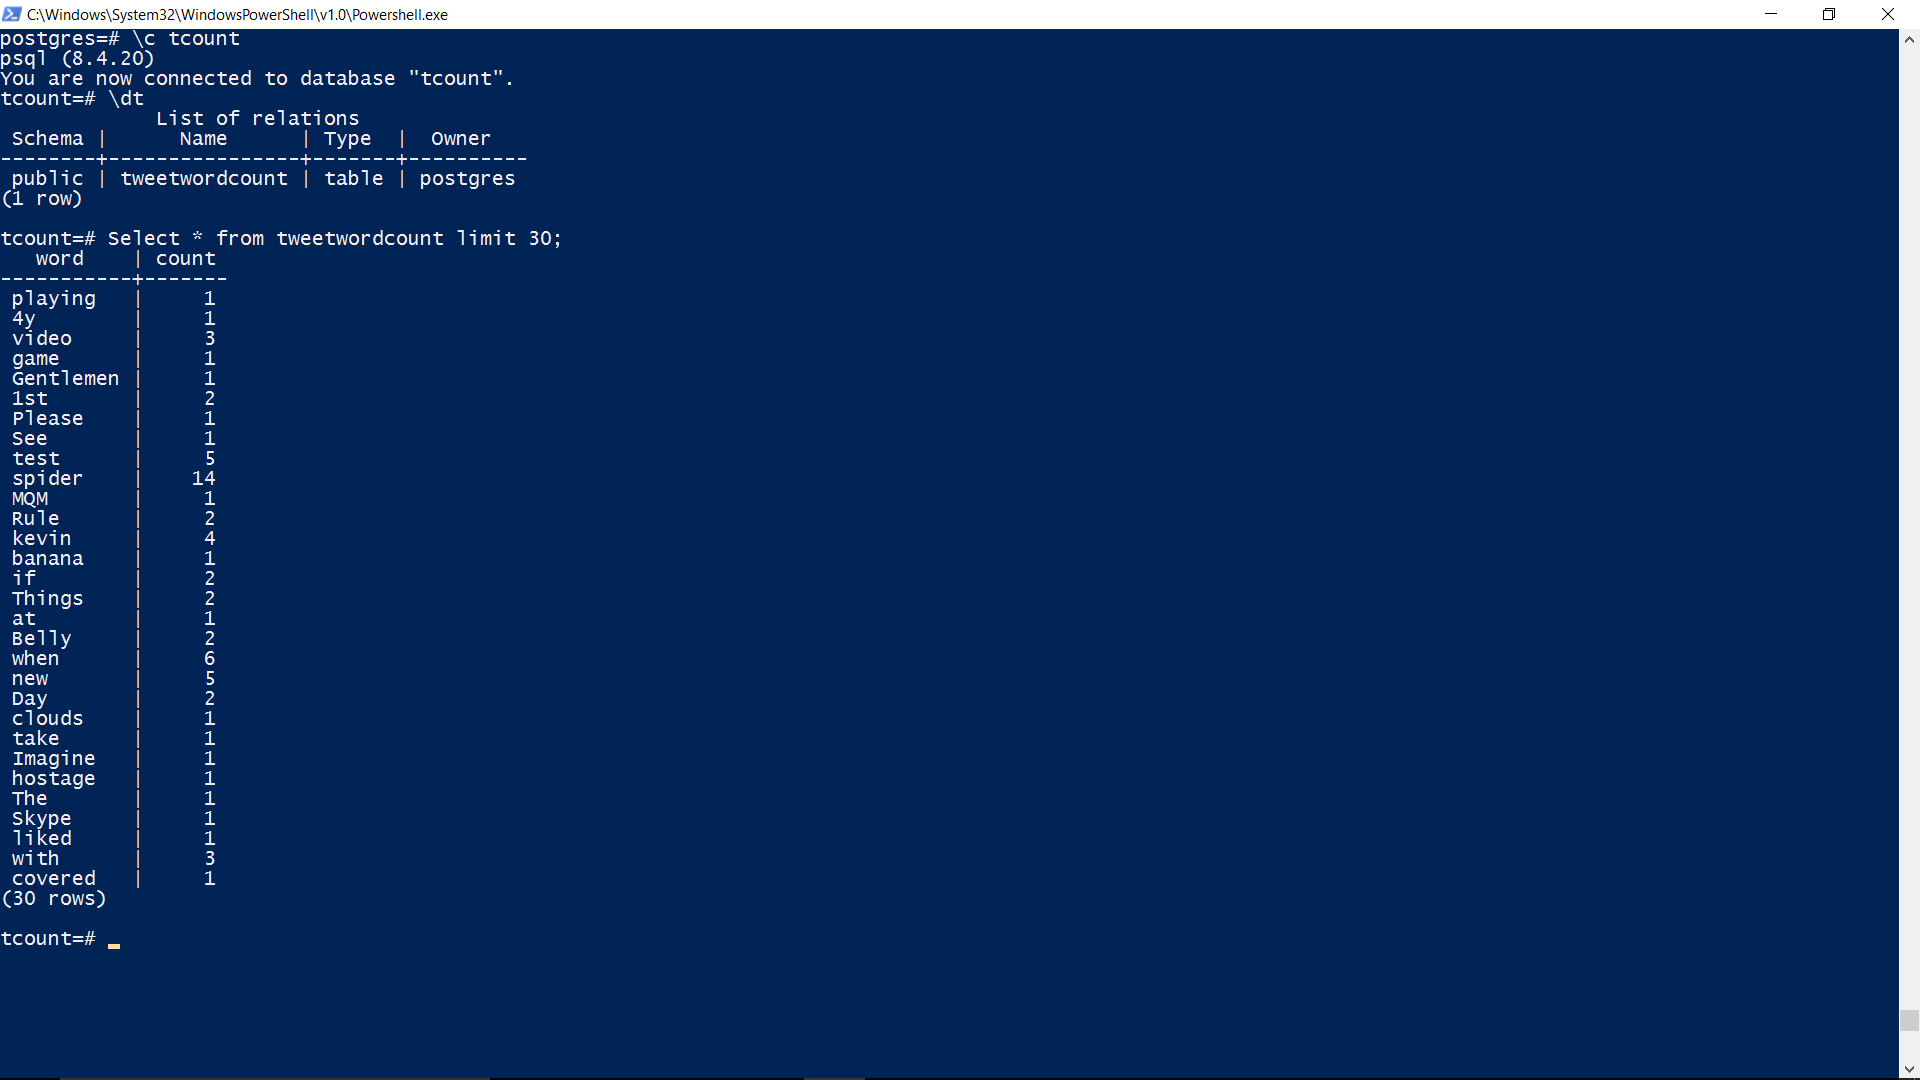 C:\Windows\System32\WindowsPowerShell\v1.0\Powershell.exe
postgres=# \c tcount
psql (8.4.20)
You are now connected to database "tcount".
tcount=# \dt
             List of relations
 Schema |      Name      | Type  |  Owner
--------+----------------+-------+----------
 public | tweetwordcount | table | postgres
(1 row)

tcount=# Select * from tweetwordcount limit 30;
   word    | count
-----------+-------
 playing   |     1
 4y        |     1
 video     |     3
 game      |     1
 Gentlemen |     1
 1st       |     2
 Please    |     1
 See       |     1
 test      |     5
 spider    |    14
 MQM       |     1
 Rule      |     2
 kevin     |     4
 banana    |     1
 if        |     2
 Things    |     2
 at        |     1
 Belly     |     2
 when      |     6
 new       |     5
 Day       |     2
 clouds    |     1
 take      |     1
 Imagine   |     1
 hostage   |     1
 The       |     1
 Skype     |     1
 liked     |     1
 with      |     3
 covered   |     1
(30 rows)

tcount=#